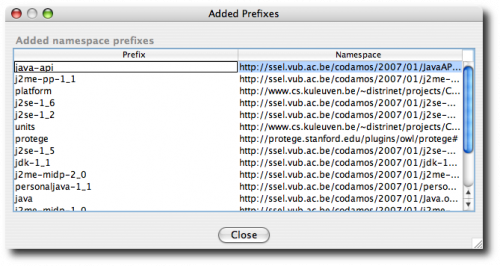 Added Prefixes
Added namespace prefixes
Prefix Namespace
java-api http://ssel.vub.ac.be/codamos/2007/01/JavaAP...
j2me-pp-1_1 http://ssel.vub.ac.be/codamos/2007/01/j2me-...
platform http://www.cs.kuleuven.be/~distrinet/projects/C...
j2se-1_6 http://ssel.vub.ac.be/codamos/2007/01/j2se-...
j2se-1_2 http://ssel.vub.ac.be/codamos/2007/01/j2se-...
units http://www.cs.kuleuven.be/~distrinet/projects/C...
protege http://protege.stanford.edu/plugins/owl/protege#
j2se-1_5 http://ssel.vub.ac.be/codamos/2007/01/j2se-...
jdk-1_1 http://ssel.vub.ac.be/codamos/2007/01/jdk-1...
j2me-midp-2_0 http://ssel.vub.ac.be/codamos/2007/01/j2me-...
personaljava-1_1 http://ssel.vub.ac.be/codamos/2007/01/perso...
java http://ssel.vub.ac.be/codamos/2007/01/Java.o...
j2me-midp-1_0 http://ssel.vub.ac.be/codamos/2007/01/j2me-...
Close